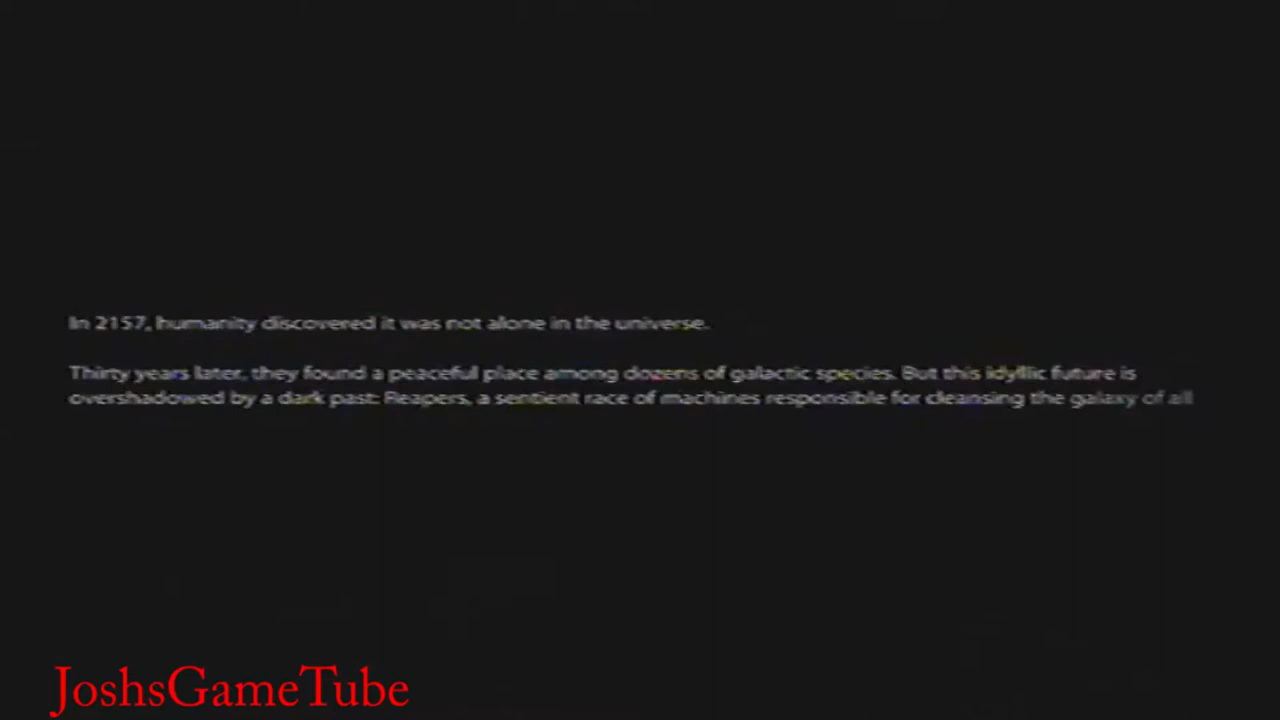 In 2157, humanity discovered it was not alone in the universe.
Thirty years later, they found a peaceful place among dozens of galactic species. But this idyllic future is
overshadowed by a dark past: Reapers, a sentient race of machines responsible for cleansing the galaxy of all
JoshsGameTube